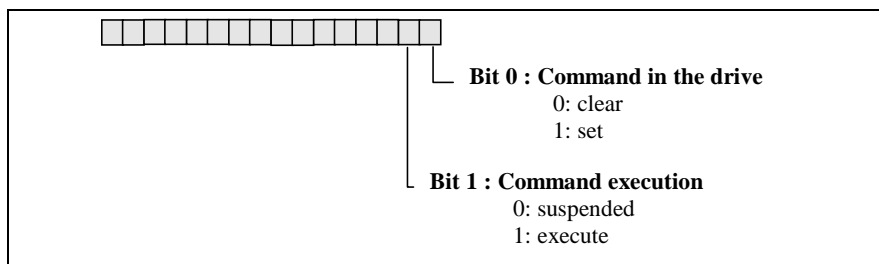 Bit 0 : Command in the drive
0: clear
1: set
Bit 1 : Command execution
0: suspended
1: execute